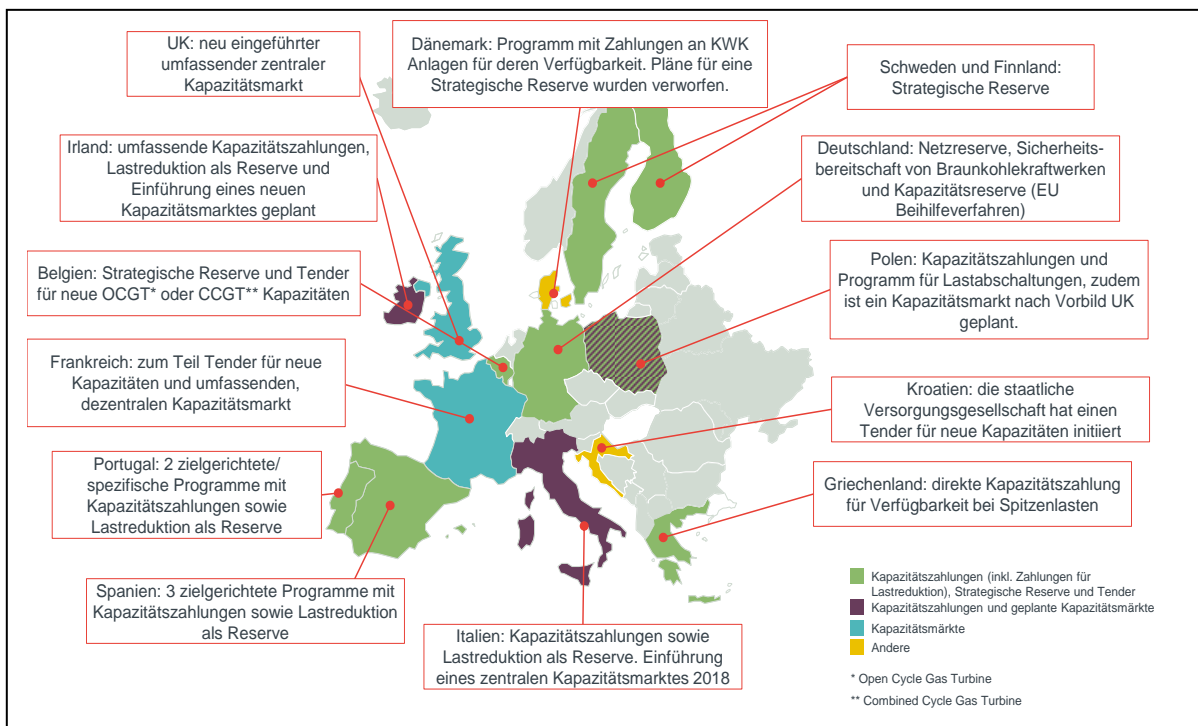 UK: neu eingeführter
umfassender zentraler
Kapazitätsmarkt
Dänemark: Programm mit Zahlungen an KWK
Anlagen für deren Verfügbarkeit. Pläne für eine
Strategische Reserve wurden verworfen.
Schweden und Finnland:
Strategische Reserve
Irland: umfassende Kapazitätszahlungen,
Lastreduktion als Reserve und
Einführung eines neuen
Kapazitätsmarktes geplant
Deutschland: Netzreserve, Sicherheits-
bereitschaft von Braunkohlekraftwerken
und Kapazitätsreserve (EU
Beihilfeverfahren)
Belgien: Strategische Reserve und Tender
für neue OCGT* oder CCGT** Kapazitäten
Polen: Kapazitätszahlungen und
Programm für Lastabschaltungen, zudem
ist ein Kapazitätsmarkt nach Vorbild UK
geplant.
Frankreich: zum Teil Tender für neue
Kapazitäten und umfassenden,
dezentralen Kapazitätsmarkt
Kroatien: die staatliche
Versorgungsgesellschaft hat einen
Tender für neue Kapazitäten initiiert
Portugal: 2 zielgerichtete/
spezifische Programme mit
Kapazitätszahlungen sowie
Lastreduktion als Reserve
Griechenland: direkte Kapazitätszahlung
für Verfügbarkeit bei Spitzenlasten
Spanien: 3 zielgerichtete Programme mit
Kapazitätszahlungen sowie Lastreduktion
als Reserve
Italien: Kapazitätszahlungen sowie
Lastreduktion als Reserve. Einführung
eines zentralen Kapazitätsmarktes 2018
Kapazitätszahlungen (inkl. Zahlungen für
Lastreduktion), Strategische Reserve und Tender
Kapazitätszahlungen und geplante Kapazitätsmärkte
Kapazitätsmärkte
Andere
* Open Cycle Gas Turbine
** Combined Cycle Gas Turbine